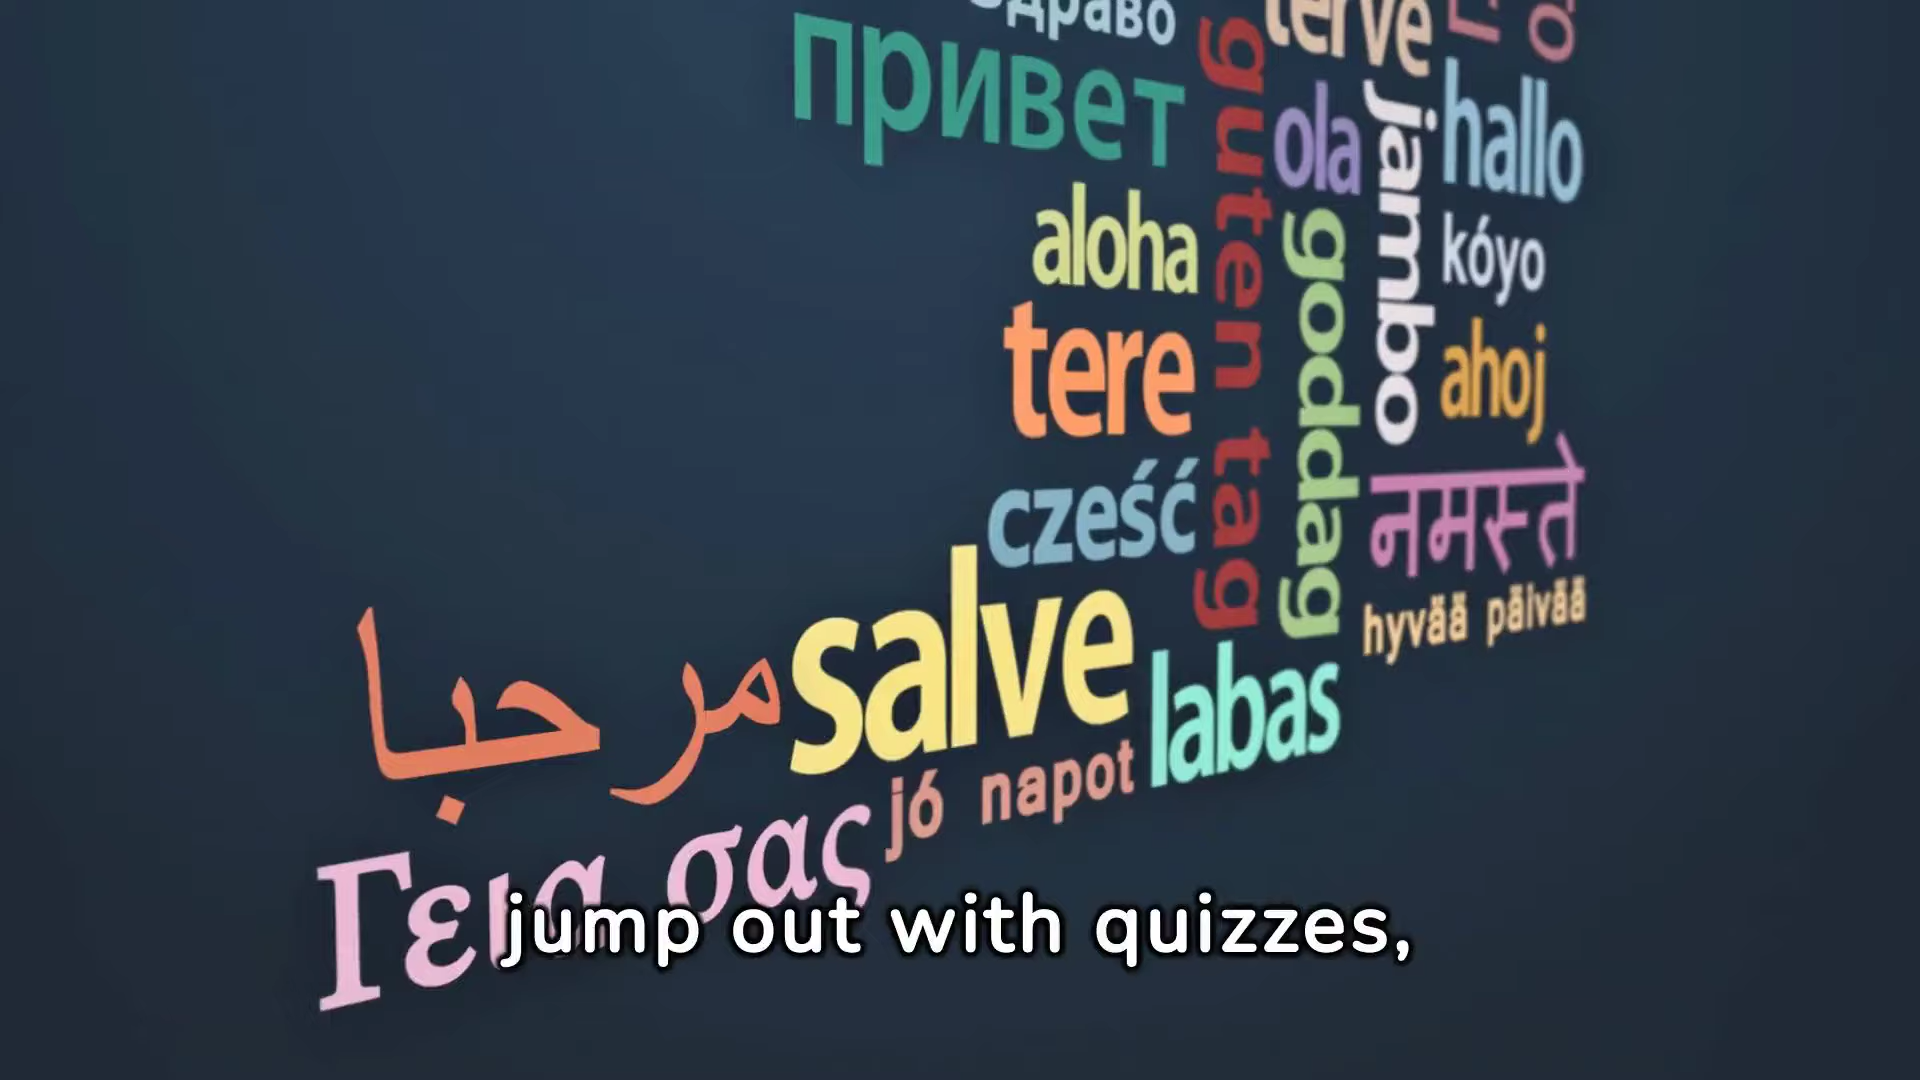 terve
привет
guten tag
ola
jambo
hallo
aloha
goddag
kóyo
tere
ahoj
cześć
नमस्ते
hyvää päivää
مرحبا
salve
labas
jó napot
Γεια σας
jump out with quizzes,